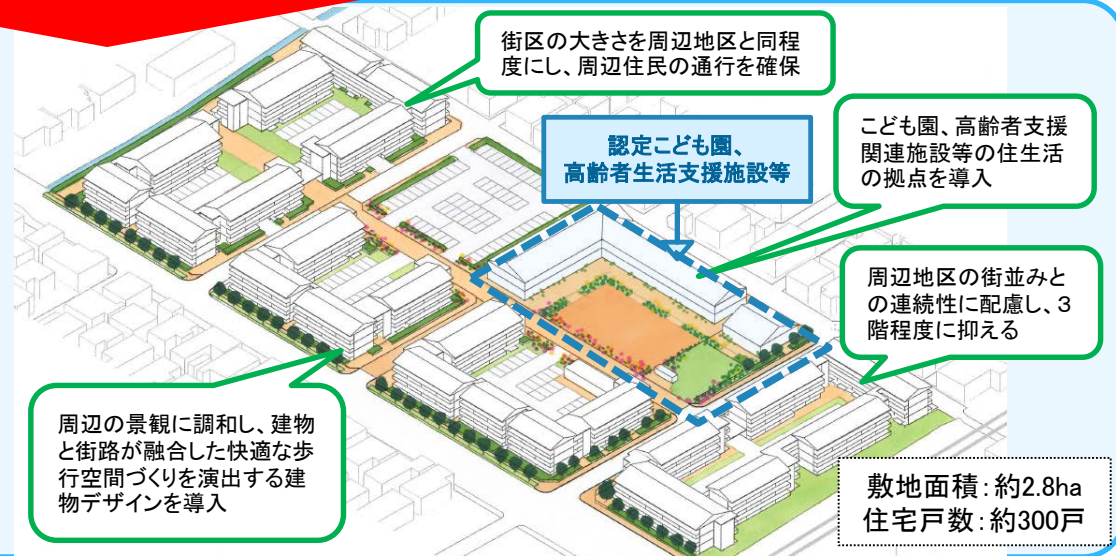 街区の大きさを周辺地区と同程
度にし、周辺住民の通行を確保
認定こども園、
高齢者生活支援施設等
こども園、高齢者支援
関連施設等の住生活
の拠点を導入
周辺地区の街並みと
の連続性に配慮し、3
階程度に抑える
周辺の景観に調和し、建物
と街路が融合した快適な歩
行空間づくりを演出する建
物デザインを導入
敷地面積：約2.8ha
住宅戸数：約300戸